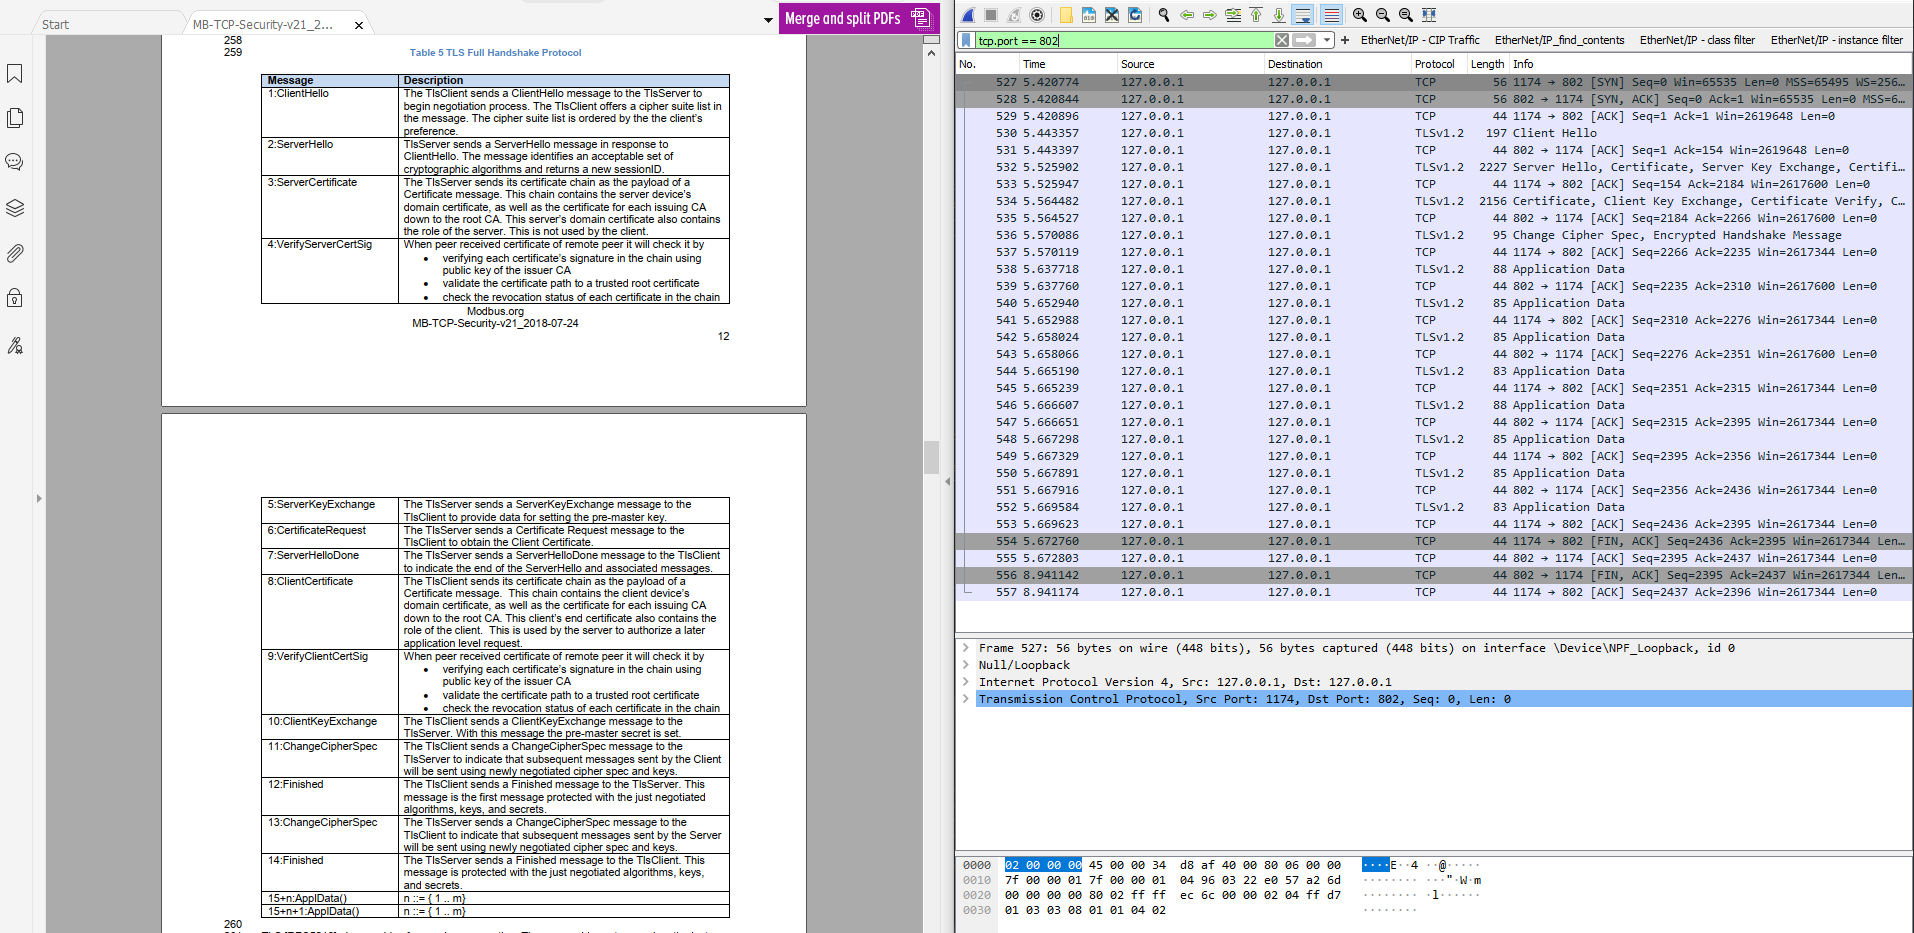 Start
MB-TCP-Security-v21_2...
Merge and split PDFs
258
259
Table 5 TLS Full Handshake Protocol
Message Description
1:ClientHello The TlsClient sends a ClientHello message to the TlsServer to
begin negotiation process. The TlsClient offers a cipher suite list in
the message. The cipher suite list is ordered by the the client's
preference.
2:ServerHello TlsServer sends a ServerHello message in response to
ClientHello. The message identifies an acceptable set of
cryptographic algorithms and returns a new sessionID.
3:ServerCertificate The TlsServer sends its certificate chain as the payload of a
Certificate message. This chain contains the server device's
domain certificate, as well as the certificate for each issuing CA
down to the root CA. This server's domain certificate also contains
the role of the server. This is not used by the client.
4:VerifyServerCertSig When peer received certificate of remote peer it will check it by
• verifying each certificate's signature in the chain using
public key of the issuer CA
• validate the certificate path to a trusted root certificate
• check the revocation status of each certificate in the chain
Modbus.org
MB-TCP-Security-v21_2018-07-24
12
5:ServerKeyExchange The TlsServer sends a ServerKeyExchange message to the
TlsClient to provide data for setting the pre-master key.
6:CertificateRequest The TlsServer sends a Certificate Request message to the
TlsClient to obtain the Client Certificate.
7:ServerHelloDone The TlsServer sends a ServerHelloDone message to the TlsClient
to indicate the end of the ServerHello and associated messages.
8:ClientCertificate The TlsClient sends its certificate chain as the payload of a
Certificate message. This chain contains the client device's
domain certificate, as well as the certificate for each issuing CA
down to the root CA. This client's end certificate also contains the
role of the client. This is used by the server to authorize a later
application level request.
9:VerifyClientCertSig When peer received certificate of remote peer it will check it by
• verifying each certificate's signature in the chain using
public key of the issuer CA
• validate the certificate path to a trusted root certificate
• check the revocation status of each certificate in the chain
10:ClientKeyExchange The TlsClient sends a ClientKeyExchange message to the
TlsServer. With this message the pre-master secret is set.
11:ChangeCipherSpec The TlsClient sends a ChangeCipherSpec message to the
TlsServer to indicate that subsequent messages sent by the Client
will be sent using newly negotiated cipher spec and keys.
12:Finished The TlsClient sends a Finished message to the TlsServer. This
message is the first message protected with the just negotiated
algorithms, keys, and secrets.
13:ChangeCipherSpec The TlsServer sends a ChangeCipherSpec message to the
TlsClient to indicate that subsequent messages sent by the Server
will be sent using newly negotiated cipher spec and keys.
14:Finished The TlsServer sends a Finished message to the TlsClient. This
message is protected with the just negotiated algorithms, keys,
and secrets.
15+n:ApplData() n ::= { 1 .. m}
15+n+1:ApplData() n ::= { 1 .. m}
260
tcp.port == 802
EtherNet/IP - CIP Traffic EtherNet/IP_find_contents EtherNet/IP - class filter EtherNet/IP - instance filter
No. Time Source Destination Protocol Length Info
527 5.420774 127.0.0.1 127.0.0.1 TCP 56 1174 → 802 [SYN] Seq=0 Win=65535 Len=0 MSS=65495 WS=256…
528 5.420844 127.0.0.1 127.0.0.1 TCP 56 802 → 1174 [SYN, ACK] Seq=0 Ack=1 Win=65535 Len=0 MSS=6…
529 5.420896 127.0.0.1 127.0.0.1 TCP 44 1174 → 802 [ACK] Seq=1 Ack=1 Win=2619648 Len=0
530 5.443357 127.0.0.1 127.0.0.1 TLSv1.2 197 Client Hello
531 5.443397 127.0.0.1 127.0.0.1 TCP 44 802 → 1174 [ACK] Seq=1 Ack=154 Win=2619648 Len=0
532 5.525902 127.0.0.1 127.0.0.1 TLSv1.2 2227 Server Hello, Certificate, Server Key Exchange, Certifi…
533 5.525947 127.0.0.1 127.0.0.1 TCP 44 1174 → 802 [ACK] Seq=154 Ack=2184 Win=2617600 Len=0
534 5.564482 127.0.0.1 127.0.0.1 TLSv1.2 2156 Certificate, Client Key Exchange, Certificate Verify, C…
535 5.564527 127.0.0.1 127.0.0.1 TCP 44 802 → 1174 [ACK] Seq=2184 Ack=2266 Win=2617600 Len=0
536 5.570086 127.0.0.1 127.0.0.1 TLSv1.2 95 Change Cipher Spec, Encrypted Handshake Message
537 5.570119 127.0.0.1 127.0.0.1 TCP 44 1174 → 802 [ACK] Seq=2266 Ack=2235 Win=2617600 Len=0
538 5.637718 127.0.0.1 127.0.0.1 TLSv1.2 88 Application Data
539 5.637760 127.0.0.1 127.0.0.1 TCP 44 802 → 1174 [ACK] Seq=2235 Ack=2310 Win=2617600 Len=0
540 5.652940 127.0.0.1 127.0.0.1 TLSv1.2 85 Application Data
541 5.652988 127.0.0.1 127.0.0.1 TCP 44 1174 → 802 [ACK] Seq=2310 Ack=2276 Win=2617344 Len=0
542 5.658024 127.0.0.1 127.0.0.1 TLSv1.2 85 Application Data
543 5.658066 127.0.0.1 127.0.0.1 TCP 44 802 → 1174 [ACK] Seq=2276 Ack=2351 Win=2617600 Len=0
544 5.665190 127.0.0.1 127.0.0.1 TLSv1.2 83 Application Data
545 5.665239 127.0.0.1 127.0.0.1 TCP 44 1174 → 802 [ACK] Seq=2351 Ack=2315 Win=2617344 Len=0
546 5.666607 127.0.0.1 127.0.0.1 TLSv1.2 88 Application Data
547 5.666651 127.0.0.1 127.0.0.1 TCP 44 802 → 1174 [ACK] Seq=2315 Ack=2395 Win=2617344 Len=0
548 5.667298 127.0.0.1 127.0.0.1 TLSv1.2 85 Application Data
549 5.667329 127.0.0.1 127.0.0.1 TCP 44 1174 → 802 [ACK] Seq=2395 Ack=2356 Win=2617344 Len=0
550 5.667891 127.0.0.1 127.0.0.1 TLSv1.2 85 Application Data
551 5.667916 127.0.0.1 127.0.0.1 TCP 44 802 → 1174 [ACK] Seq=2356 Ack=2436 Win=2617344 Len=0
552 5.669584 127.0.0.1 127.0.0.1 TLSv1.2 83 Application Data
553 5.669623 127.0.0.1 127.0.0.1 TCP 44 1174 → 802 [ACK] Seq=2436 Ack=2395 Win=2617344 Len=0
554 5.672760 127.0.0.1 127.0.0.1 TCP 44 1174 → 802 [FIN, ACK] Seq=2436 Ack=2395 Win=2617344 Len…
555 5.672803 127.0.0.1 127.0.0.1 TCP 44 802 → 1174 [ACK] Seq=2395 Ack=2437 Win=2617344 Len=0
556 8.941142 127.0.0.1 127.0.0.1 TCP 44 802 → 1174 [FIN, ACK] Seq=2395 Ack=2437 Win=2617344 Len…
557 8.941174 127.0.0.1 127.0.0.1 TCP 44 1174 → 802 [ACK] Seq=2437 Ack=2396 Win=2617344 Len=0
Frame 527: 56 bytes on wire (448 bits), 56 bytes captured (448 bits) on interface \Device\NPF_Loopback, id 0
Null/Loopback
Internet Protocol Version 4, Src: 127.0.0.1, Dst: 127.0.0.1
Transmission Control Protocol, Src Port: 1174, Dst Port: 802, Seq: 0, Len: 0
0000 02 00 00 00 45 00 00 34 d8 af 40 00 80 06 00 00 ····E··4 ··@·····
0010 7f 00 00 01 7f 00 00 01 04 96 03 22 e0 57 a2 6d ········ ···"·W·m
0020 00 00 00 00 80 02 ff ff ec 6c 00 00 02 04 ff d7 ········ ·l······
0030 01 03 03 08 01 01 04 02 ········